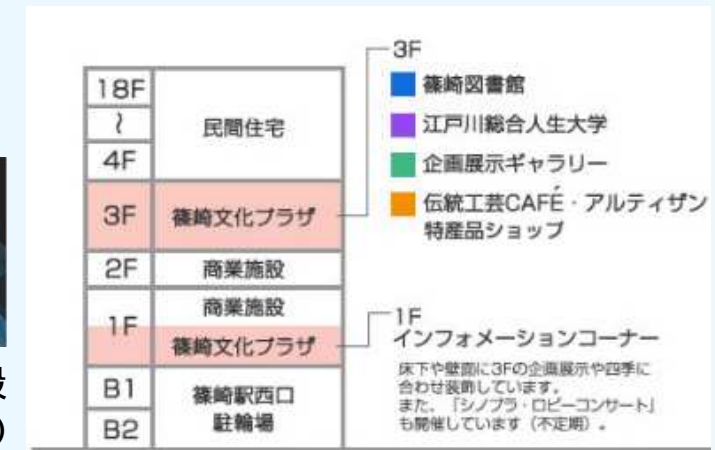 18F
〜
4F
民間住宅
3F
篠崎文化プラザ
2F
商業施設
1F
商業施設
篠崎文化プラザ
B1
B2
篠崎駅西口
駐輪場
3F
篠崎図書館
江戸川総合人生大学
企画展示ギャラリー
伝統工芸CAFÉ・アルティザン
特産品ショップ
1F
インフォメーションコーナー
床下や壁面に3Fの企画展示や四季に
合わせ装飾しています。
また、「シノプラ・ロビーコンサート」
も開催しています（不定期）。
）